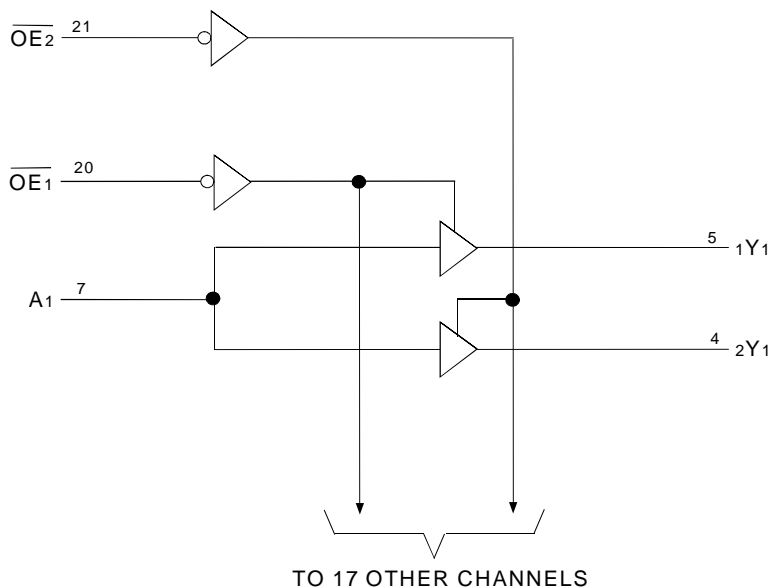 OE2 21
OE1 20
5 1Y1
A1 7
4 2Y1
TO 17 OTHER CHANNELS